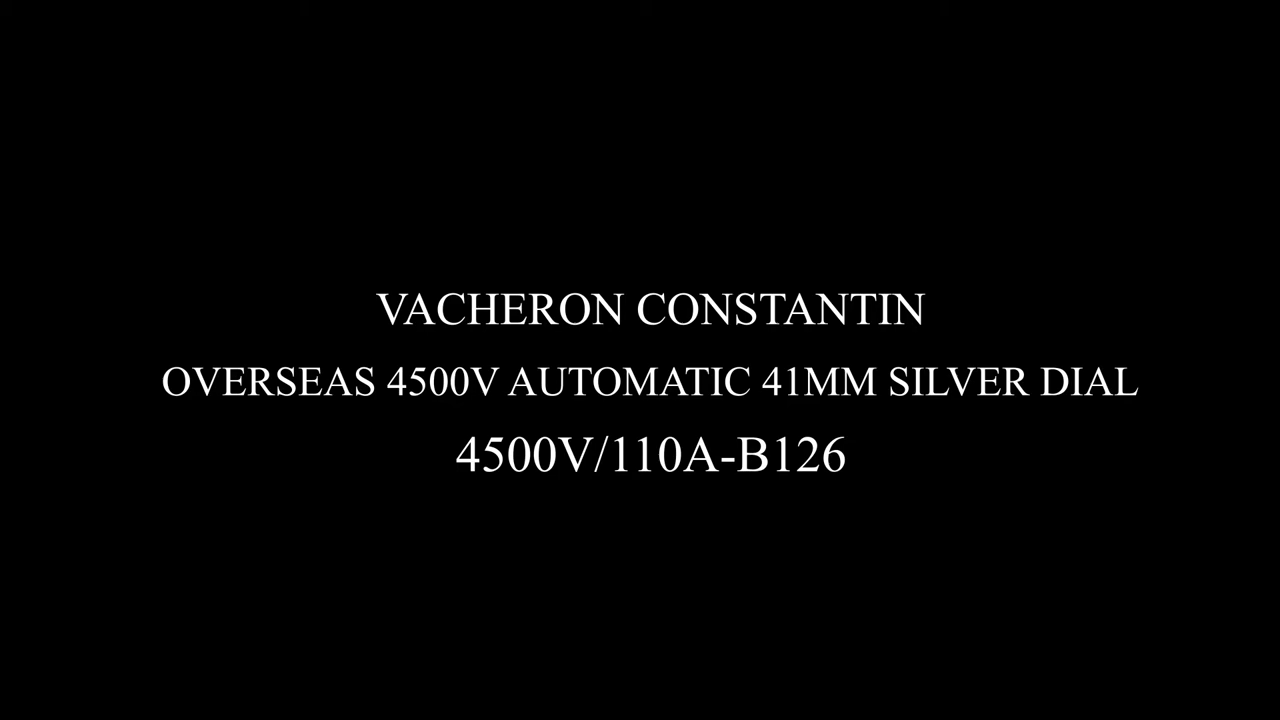 VACHERON CONSTANTIN
OVERSEAS 4500V AUTOMATIC 41MM SILVER DIAL
4500V/110A-B126